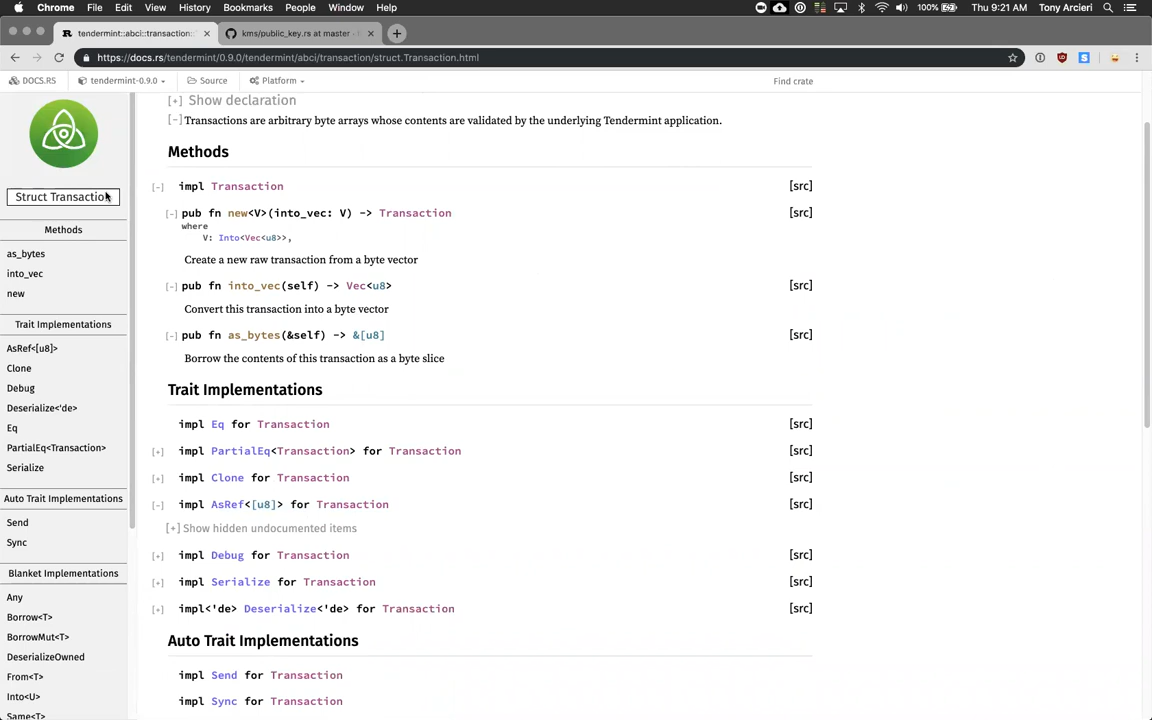 Chrome File Edit View History Bookmarks People Window Help 100% Thu 9:21 AM Tony Arcieri
tendermint::abci::transaction:: × kms/public_key.rs at master · ×
https://docs.rs/tendermint/0.9.0/tendermint/abci/transaction/struct.Transaction.html
DOCS.RS tendermint-0.9.0 Source Platform Find crate
[+] Show declaration
[-] Transactions are arbitrary byte arrays whose contents are validated by the underlying Tendermint application.
Methods
[-] impl Transaction [src]
[-] pub fn new<V>(into_vec: V) -> Transaction [src]
where
V: Into<Vec<u8>>,
Create a new raw transaction from a byte vector
[-] pub fn into_vec(self) -> Vec<u8> [src]
Convert this transaction into a byte vector
[-] pub fn as_bytes(&self) -> &[u8] [src]
Borrow the contents of this transaction as a byte slice
Trait Implementations
impl Eq for Transaction [src]
[+] impl PartialEq<Transaction> for Transaction [src]
[+] impl Clone for Transaction [src]
[-] impl AsRef<[u8]> for Transaction [src]
[+] Show hidden undocumented items
[+] impl Debug for Transaction [src]
[+] impl Serialize for Transaction [src]
[+] impl<'de> Deserialize<'de> for Transaction [src]
Auto Trait Implementations
impl Send for Transaction
impl Sync for Transaction
Struct Transaction
Methods
as_bytes
into_vec
new
Trait Implementations
AsRef<[u8]>
Clone
Debug
Deserialize<'de>
Eq
PartialEq<Transaction>
Serialize
Auto Trait Implementations
Send
Sync
Blanket Implementations
Any
Borrow<T>
BorrowMut<T>
DeserializeOwned
From<T>
Into<U>
Same<T>